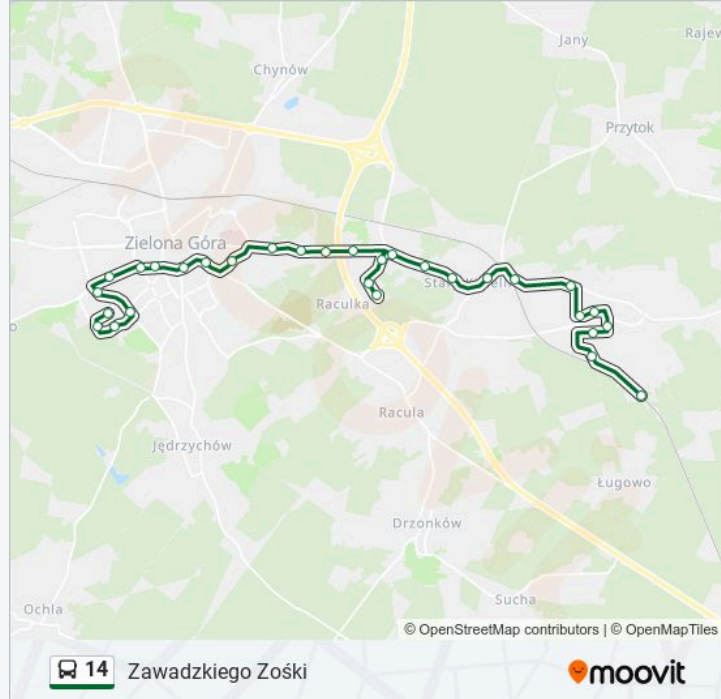 Jany
Rajew
Chynów
Przytok
Zielona Góra
Raculka
Racula
Jędrzychów
Ługowo
Drzonków
Sucha
Ochla
© OpenStreetMap contributors | © OpenMapTiles
14 Zawadzkiego Zośki
moovit